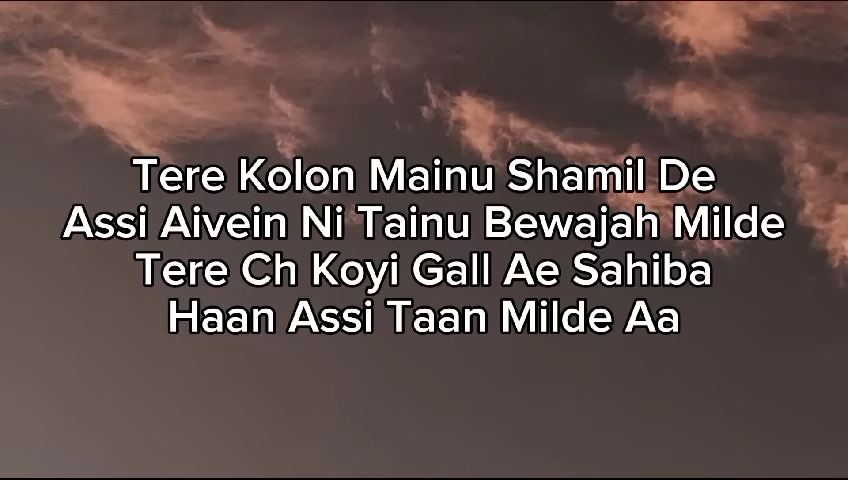 Tere Kolon Mainu Shamil De
Assi Aivein Ni Tainu Bewajah Milde
Tere Ch Koyi Gall Ae Sahiba
Haan Assi Taan Milde Aa